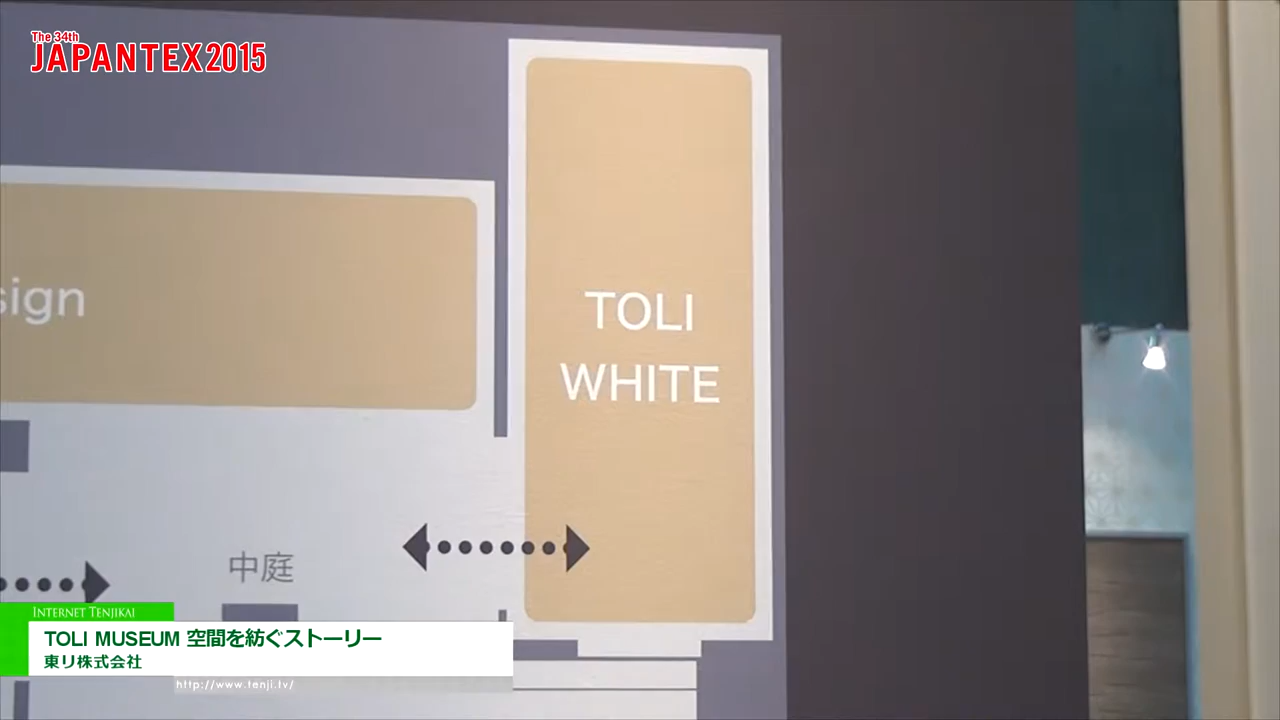 The 34th
JAPANTEX2015
TOLI
WHITE
sign
中庭
INTERNET TENJIKAI
TOLI MUSEUM 空間を紡ぐストーリー
東リ株式会社
http://www.tenji.tv/